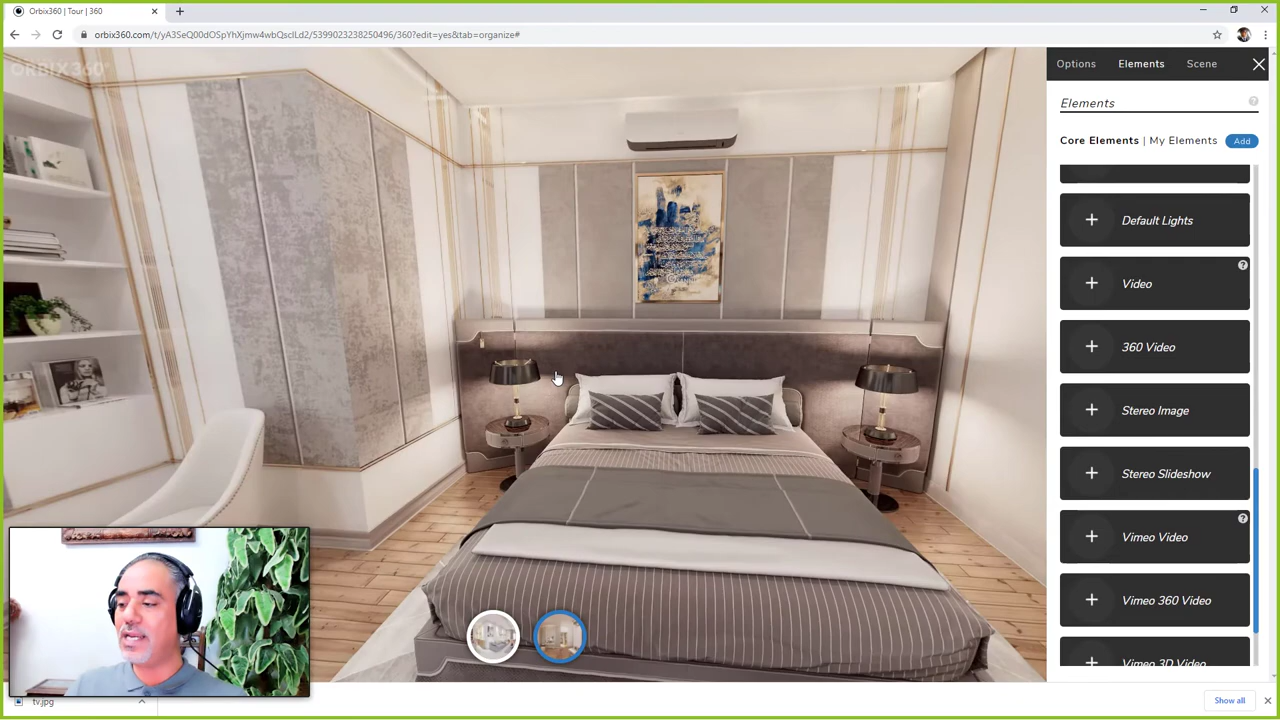 Orbix360 | Tour | 360
orbix360.com/t/yA3SeQ00dOSpYhXjmw4wbQsclLd2/5399023238250496/360?edit=yes&tab=organize#
ORBIX360°
Options Elements Scene
Elements
Core Elements | My Elements Add
Default Lights
Video
360 Video
Stereo Image
Stereo Slideshow
Vimeo Video
Vimeo 360 Video
Vimeo 3D Video
tv.jpg
Show all